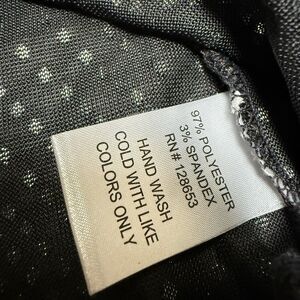 97% POLYESTER
3% SPANDEX
RN# 128653
HAND WASH
COLD WITH LIKE
COLORS ONLY